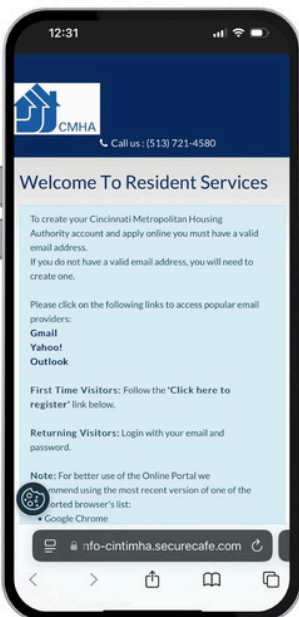 12:31
CMHA
Call us : (513) 721-4580
Welcome To Resident Services
To create your Cincinnati Metropolitan Housing
Authority account and apply online you must have a valid
email address.
If you do not have a valid email address, you will need to
create one.
Please click on the following links to access popular email
providers:
Gmail
Yahoo!
Outlook
First Time Visitors: Follow the "Click here to
register" link below.
Returning Visitors: Login with your email and
password.
Note: For better use of the Online Portal we
mmend using the most recent version of one of the
orted browser's list:
• Google Chrome
nfo-cintimha.securecafe.com